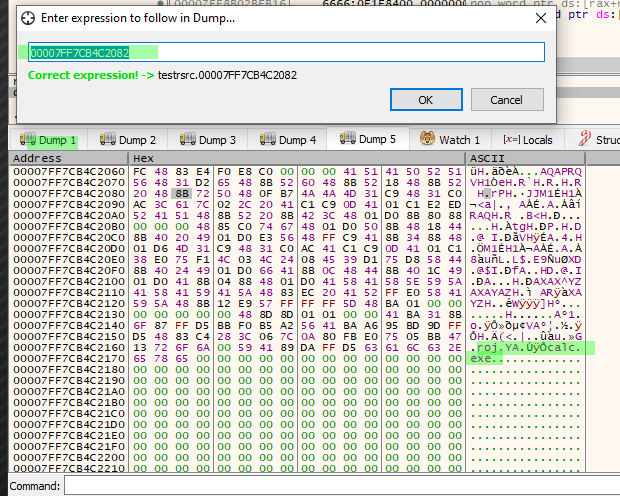 00007FF8B02EFB16 6666:0F1F8400 0000000 nop word ptr ds:[rax+r
Enter expression to follow in Dump...
00007FF7CB4C2082
Correct expression! -> testrsrc.00007FF7CB4C2082
OK Cancel
Dump 1 Dump 2 Dump 3 Dump 4 Dump 5 Watch 1 [x=] Locals Struc
Address Hex ASCII
00007FF7CB4C2060 FC 48 83 E4 F0 E8 C0 00 00 00 41 51 41 50 52 51 üH.äðèÀ...AQAPRQ
00007FF7CB4C2070 56 48 31 D2 65 48 8B 52 60 48 8B 52 18 48 8B 52 VH1ÒeH.R`H.R.H.R
00007FF7CB4C2080 20 48 8B 72 50 48 0F B7 4A 4A 4D 31 C9 48 31 C0 H.rPH.·JJM1ÉH1À
00007FF7CB4C2090 AC 3C 61 7C 02 2C 20 41 C1 C9 0D 41 01 C1 E2 ED ¬<a|., AÁÉ.A.Áâí
00007FF7CB4C20A0 52 41 51 48 8B 52 20 8B 42 3C 48 01 D0 8B 80 88 RAQH.R .B<H.Ð...
00007FF7CB4C20B0 00 00 00 48 85 C0 74 67 48 01 D0 50 8B 48 18 44 ...H.ÀtgH.ÐP.H.D
00007FF7CB4C20C0 8B 40 20 49 01 D0 E3 56 48 FF C9 41 8B 34 88 48 .@ I.ÐãVHÿÉA.4.H
00007FF7CB4C20D0 01 D6 4D 31 C9 48 31 C0 AC 41 C1 C9 0D 41 01 C1 .ÖM1ÉH1À¬AÁÉ.A.Á
00007FF7CB4C20E0 38 E0 75 F1 4C 03 4C 24 08 45 39 D1 75 D8 58 44 8àuñL.L$.E9ÑuØXD
00007FF7CB4C20F0 8B 40 24 49 01 D0 66 41 8B 0C 48 44 8B 40 1C 49 .@$I.ÐfA..HD.@.I
00007FF7CB4C2100 01 D0 41 8B 04 88 48 01 D0 41 58 41 58 5E 59 5A .ÐA...H.ÐAXAX^YZ
00007FF7CB4C2110 41 58 41 59 41 5A 48 83 EC 20 41 52 FF E0 58 41 AXAYAZH.ì ARÿàXA
00007FF7CB4C2120 59 5A 48 8B 12 E9 57 FF FF FF 5D 48 BA 01 00 00 YZH..éWÿÿÿ]Hº...
00007FF7CB4C2130 00 00 00 00 00 48 8D 8D 01 01 00 00 41 BA 31 8B .....H......Aº1.
00007FF7CB4C2140 6F 87 FF D5 BB F0 B5 A2 56 41 BA A6 95 BD 9D FF o.ÿÕ»ðµ¢VAº¦.½.ÿ
00007FF7CB4C2150 D5 48 83 C4 28 3C 06 7C 0A 80 FB E0 75 05 BB 47 ÕH.Ä(<.|..ûàu.»G
00007FF7CB4C2160 13 72 6F 6A 00 59 41 89 DA FF D5 63 61 6C 63 2E .roj.YA.ÚÿÕcalc.
00007FF7CB4C2170 65 78 65 00 00 00 00 00 00 00 00 00 00 00 00 00 exe.............
00007FF7CB4C2180 00 00 00 00 00 00 00 00 00 00 00 00 00 00 00 00 ................
00007FF7CB4C2190 00 00 00 00 00 00 00 00 00 00 00 00 00 00 00 00 ................
00007FF7CB4C21A0 00 00 00 00 00 00 00 00 00 00 00 00 00 00 00 00 ................
00007FF7CB4C21B0 00 00 00 00 00 00 00 00 00 00 00 00 00 00 00 00 ................
00007FF7CB4C21C0 00 00 00 00 00 00 00 00 00 00 00 00 00 00 00 00 ................
00007FF7CB4C21D0 00 00 00 00 00 00 00 00 00 00 00 00 00 00 00 00 ................
00007FF7CB4C21E0 00 00 00 00 00 00 00 00 00 00 00 00 00 00 00 00 ................
00007FF7CB4C21F0 00 00 00 00 00 00 00 00 00 00 00 00 00 00 00 00 ................
00007FF7CB4C2200 00 00 00 00 00 00 00 00 00 00 00 00 00 00 00 00 ................
00007FF7CB4C2210 00 00 00 00 00 00 00 00 00 00 00 00 00 00 00 00 ................
Command: